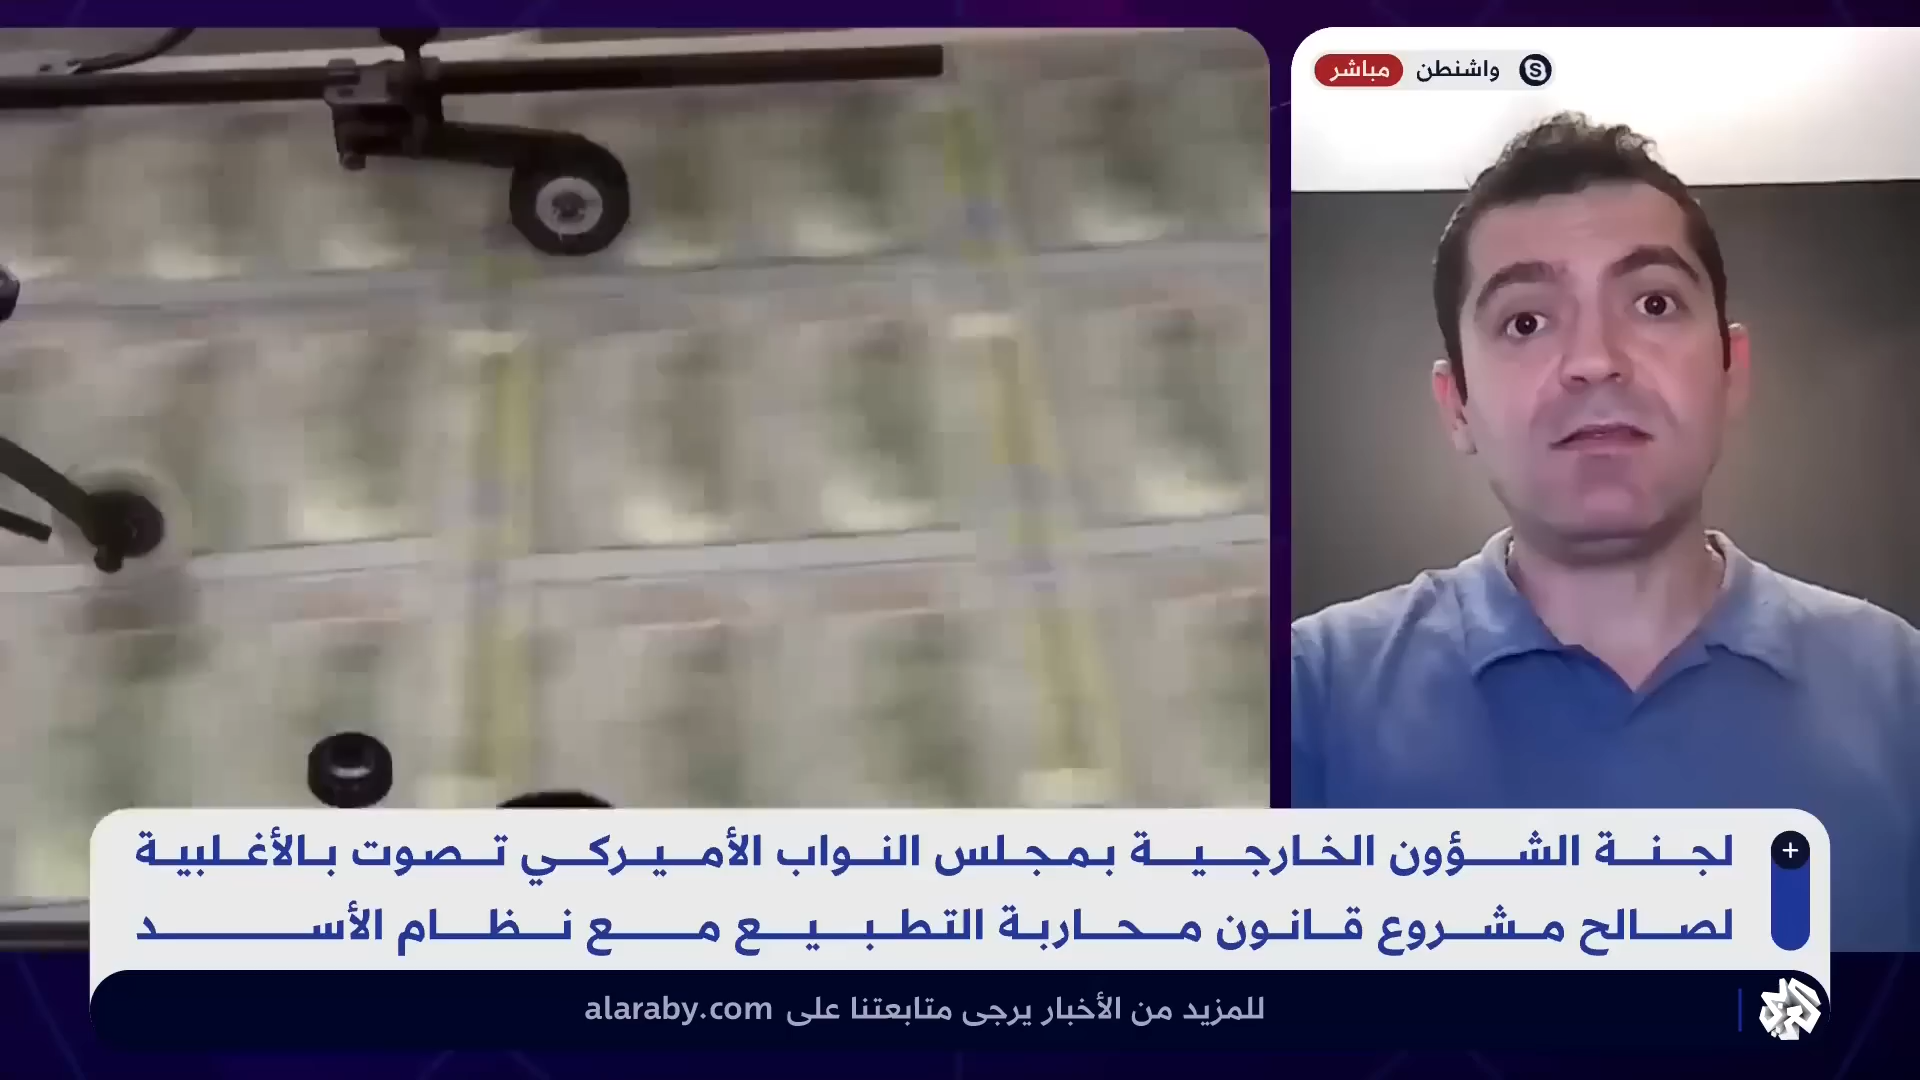 واشنطن مباشر
لجنة الشؤون الخارجية بمجلس النواب الأميركي تصوت بالأغلبية
لصالح مشروع قانون محاربة التطبيع مع نظام الأسد
للمزيد من الأخبار يرجى متابعتنا على alaraby.com